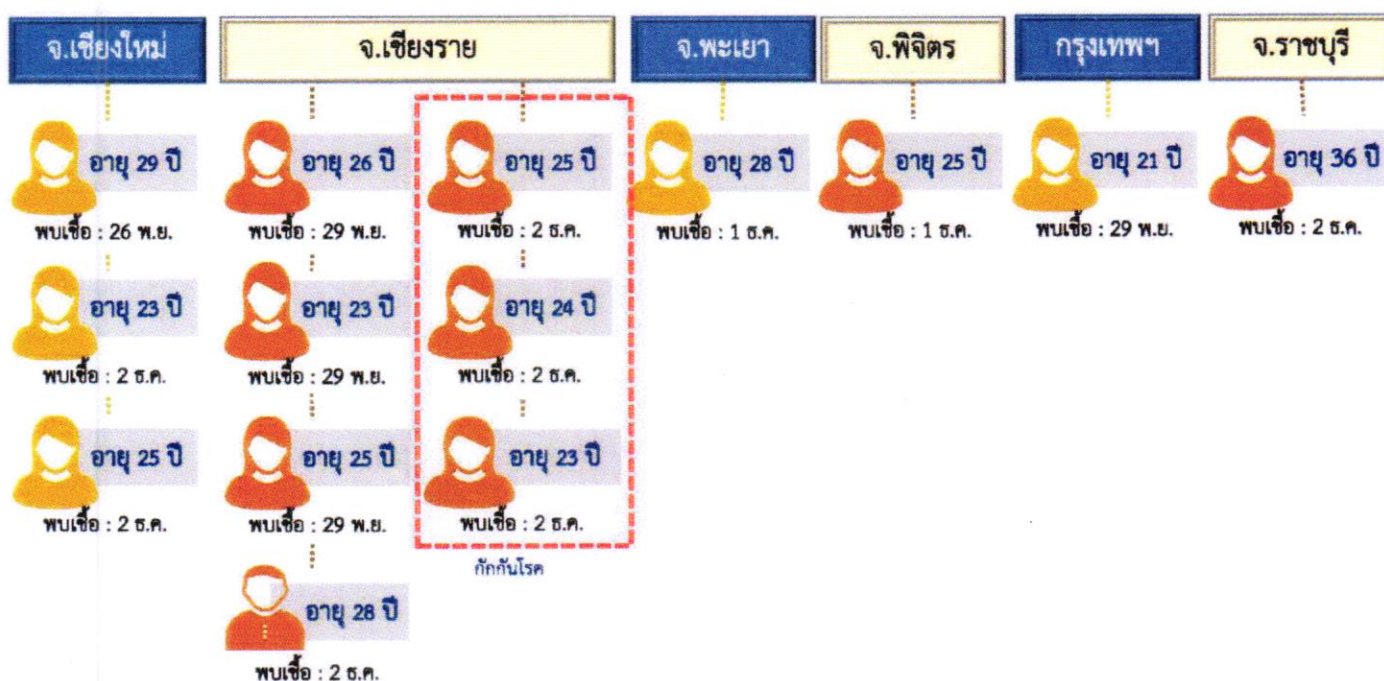 จ.เชียงใหม่
อายุ 29 ปี
พบเชื้อ : 26 พ.ย.
อายุ 23 ปี
พบเชื้อ : 2 ธ.ค.
อายุ 25 ปี
พบเชื้อ : 2 ธ.ค.
จ.เชียงราย
อายุ 26 ปี
พบเชื้อ : 29 พ.ย.
อายุ 23 ปี
พบเชื้อ : 29 พ.ย.
อายุ 25 ปี
พบเชื้อ : 29 พ.ย.
อายุ 28 ปี
พบเชื้อ : 2 ธ.ค.
อายุ 25 ปี
พบเชื้อ : 2 ธ.ค.
อายุ 24 ปี
พบเชื้อ : 2 ธ.ค.
อายุ 23 ปี
พบเชื้อ : 2 ธ.ค.
กักกันโรค
จ.พะเยา
อายุ 28 ปี
พบเชื้อ : 1 ธ.ค.
จ.พิจิตร
อายุ 25 ปี
พบเชื้อ : 1 ธ.ค.
กรุงเทพฯ
อายุ 21 ปี
พบเชื้อ : 29 พ.ย.
จ.ราชบุรี
อายุ 36 ปี
พบเชื้อ : 2 ธ.ค.